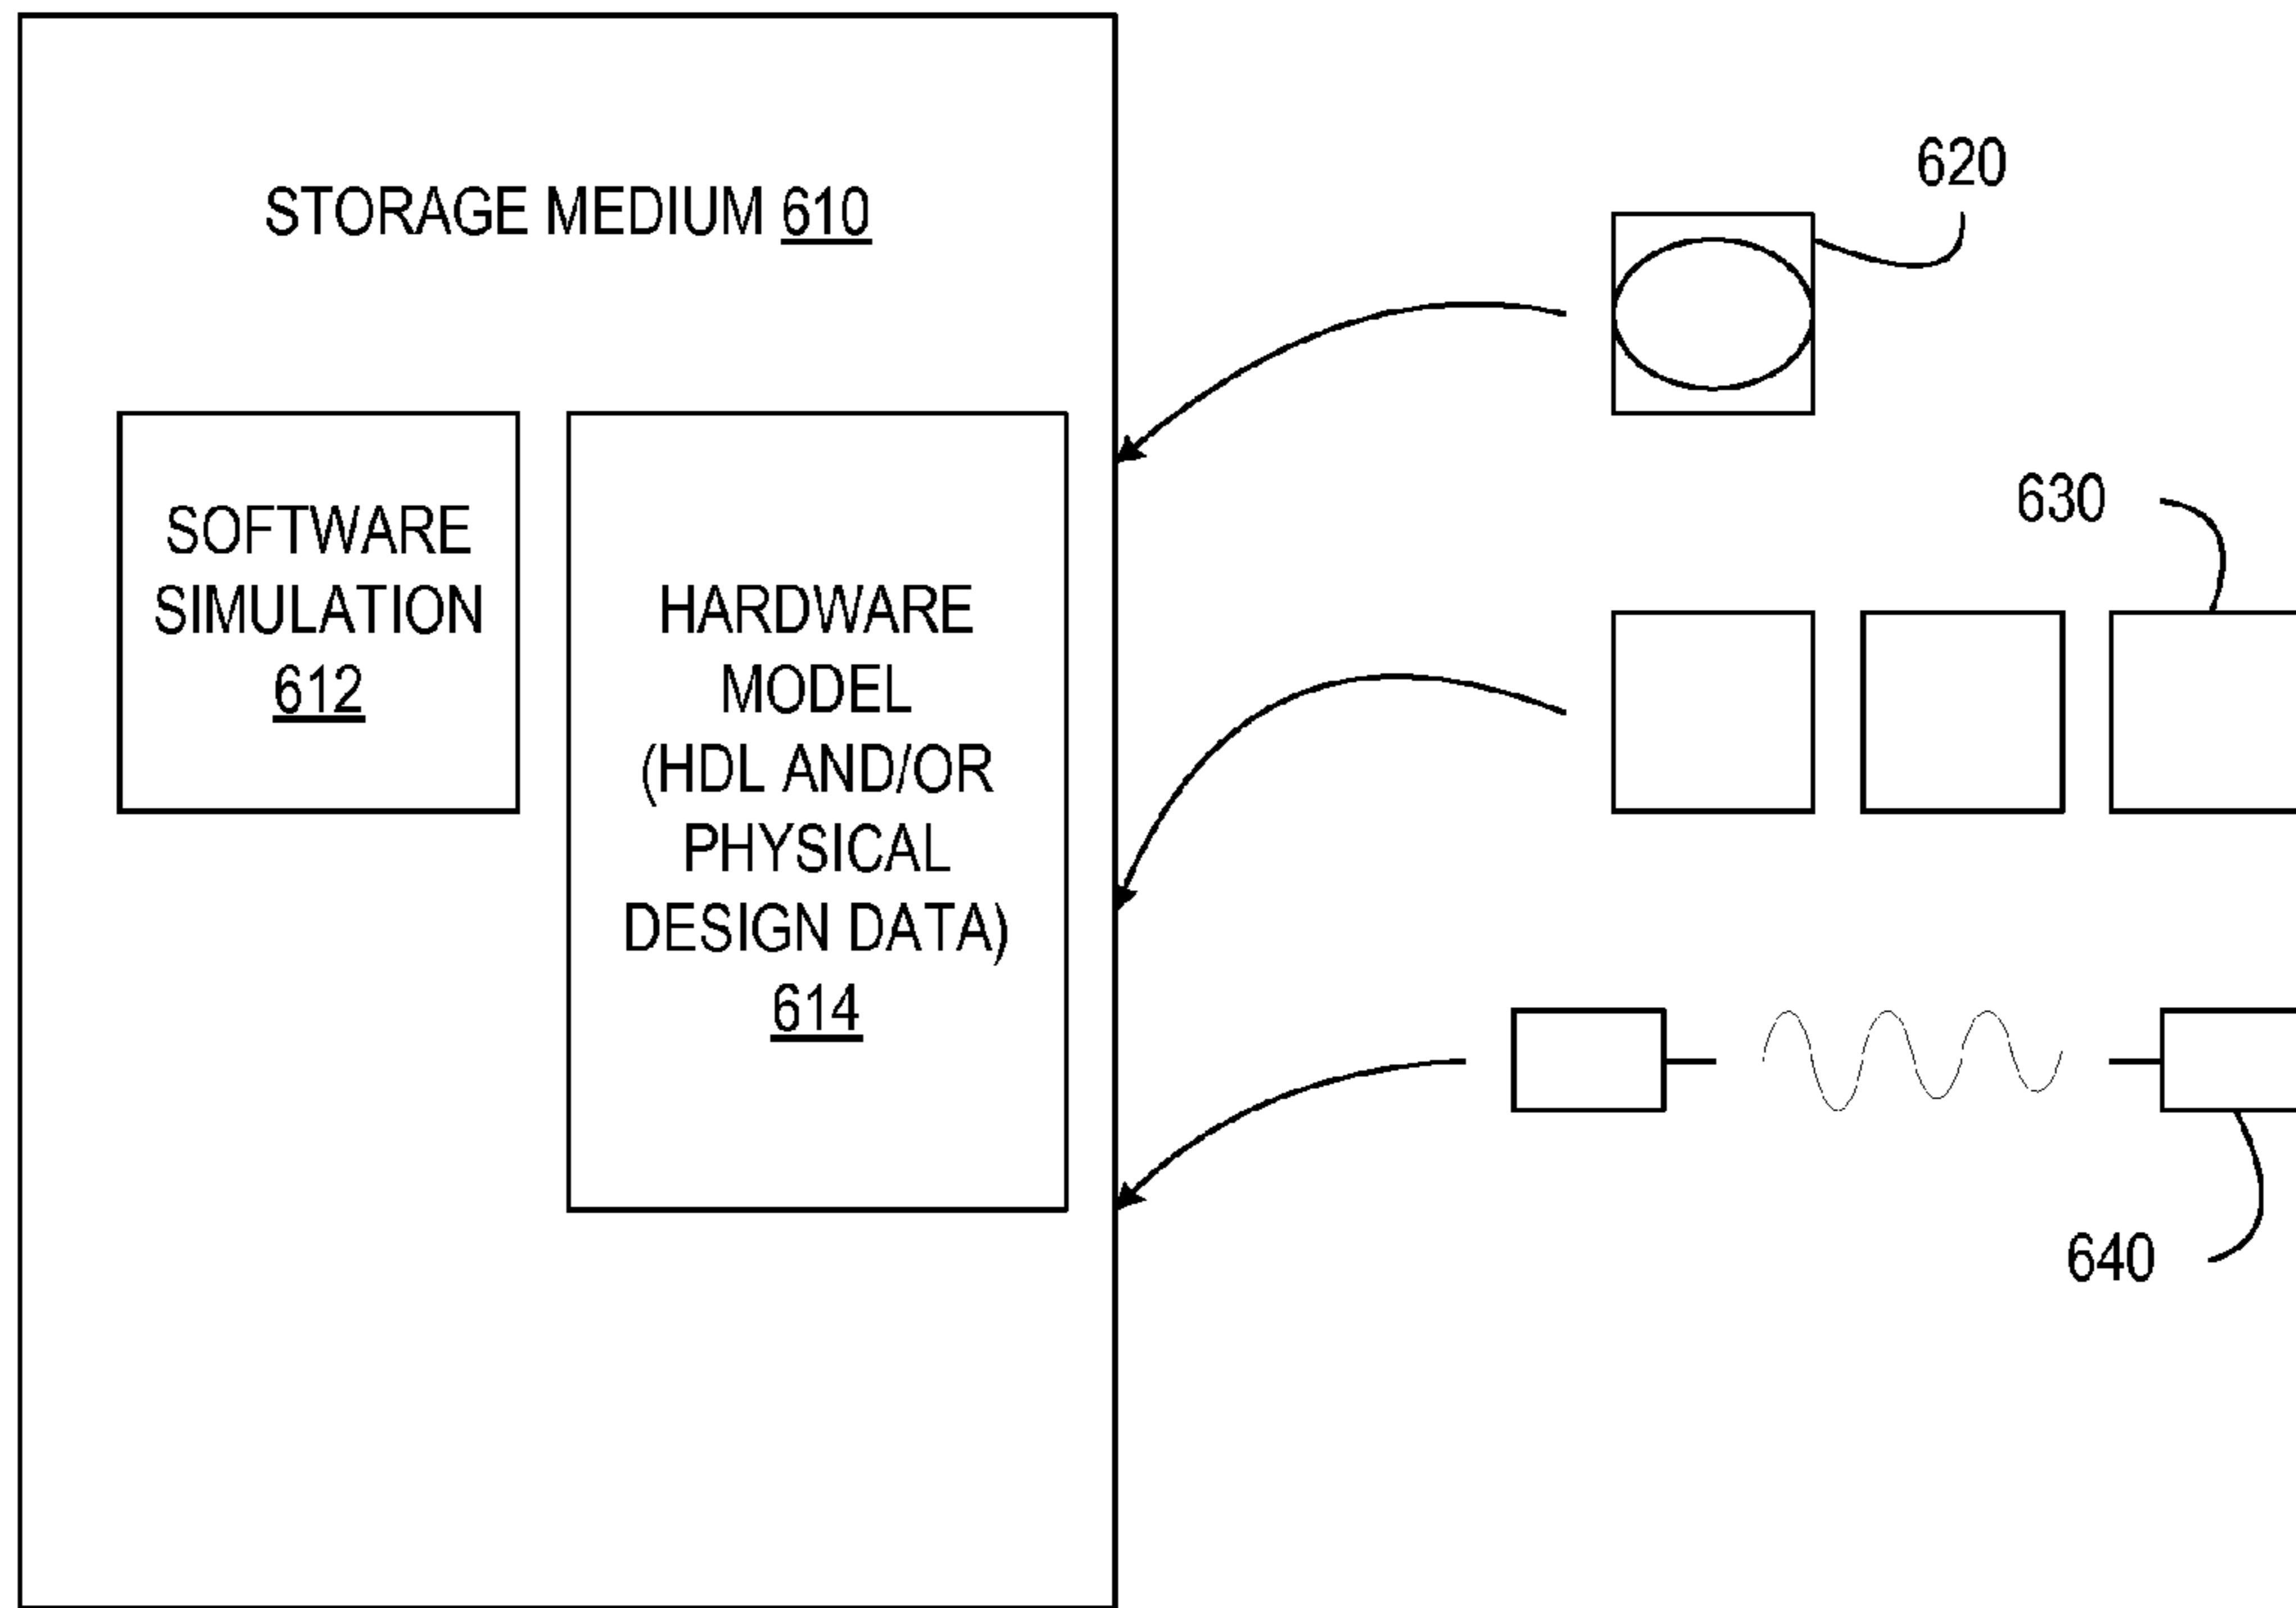 STORAGE MEDIUM 610
SOFTWARE
SIMULATION
612
HARDWARE
MODEL
(HDL AND/OR
PHYSICAL
DESIGN DATA)
614
620
630
640